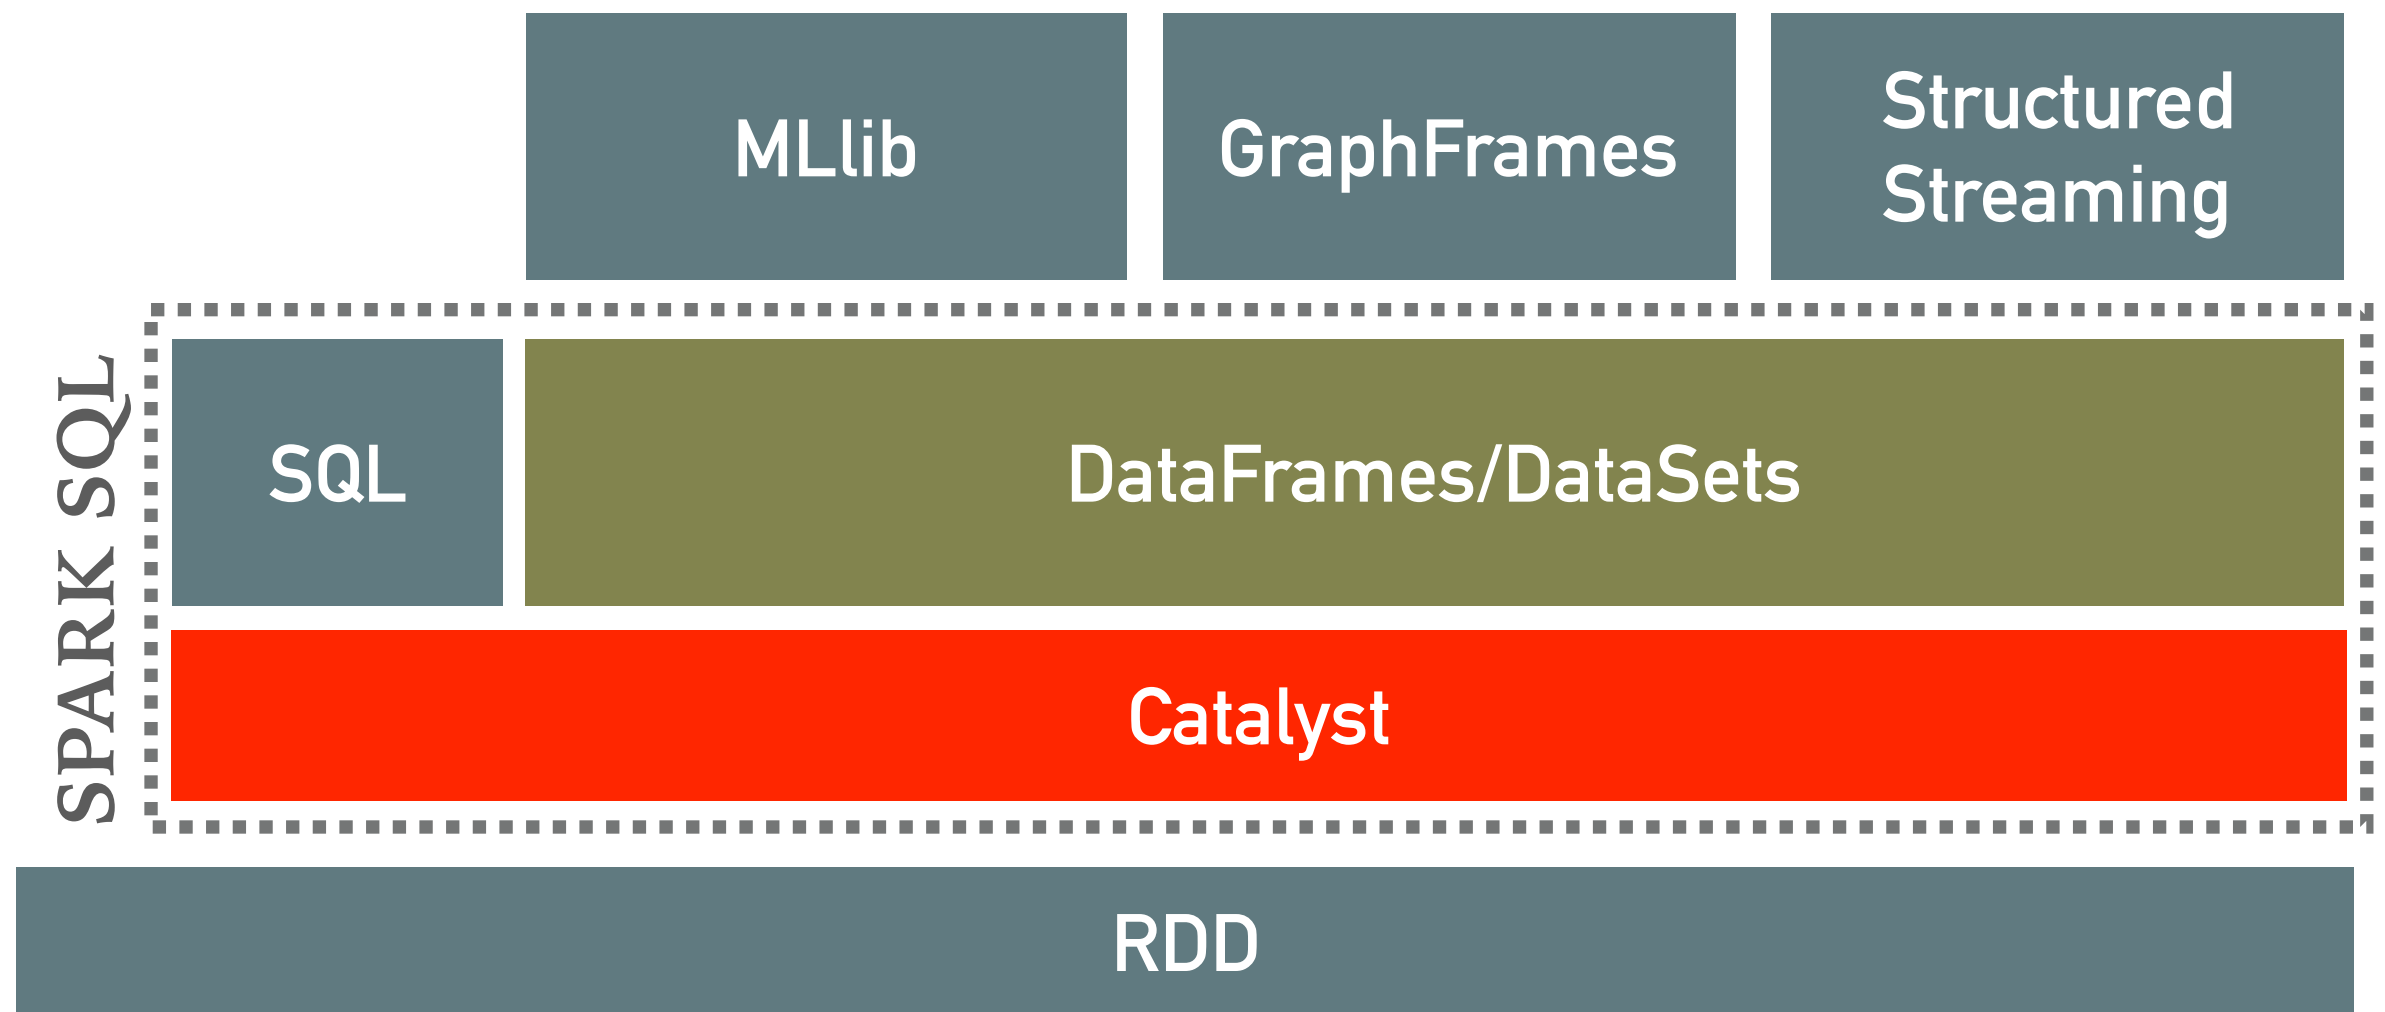 MLlib
GraphFrames
Structured
Streaming
SPARK SQL
SQL
DataFrames/DataSets
Catalyst
RDD